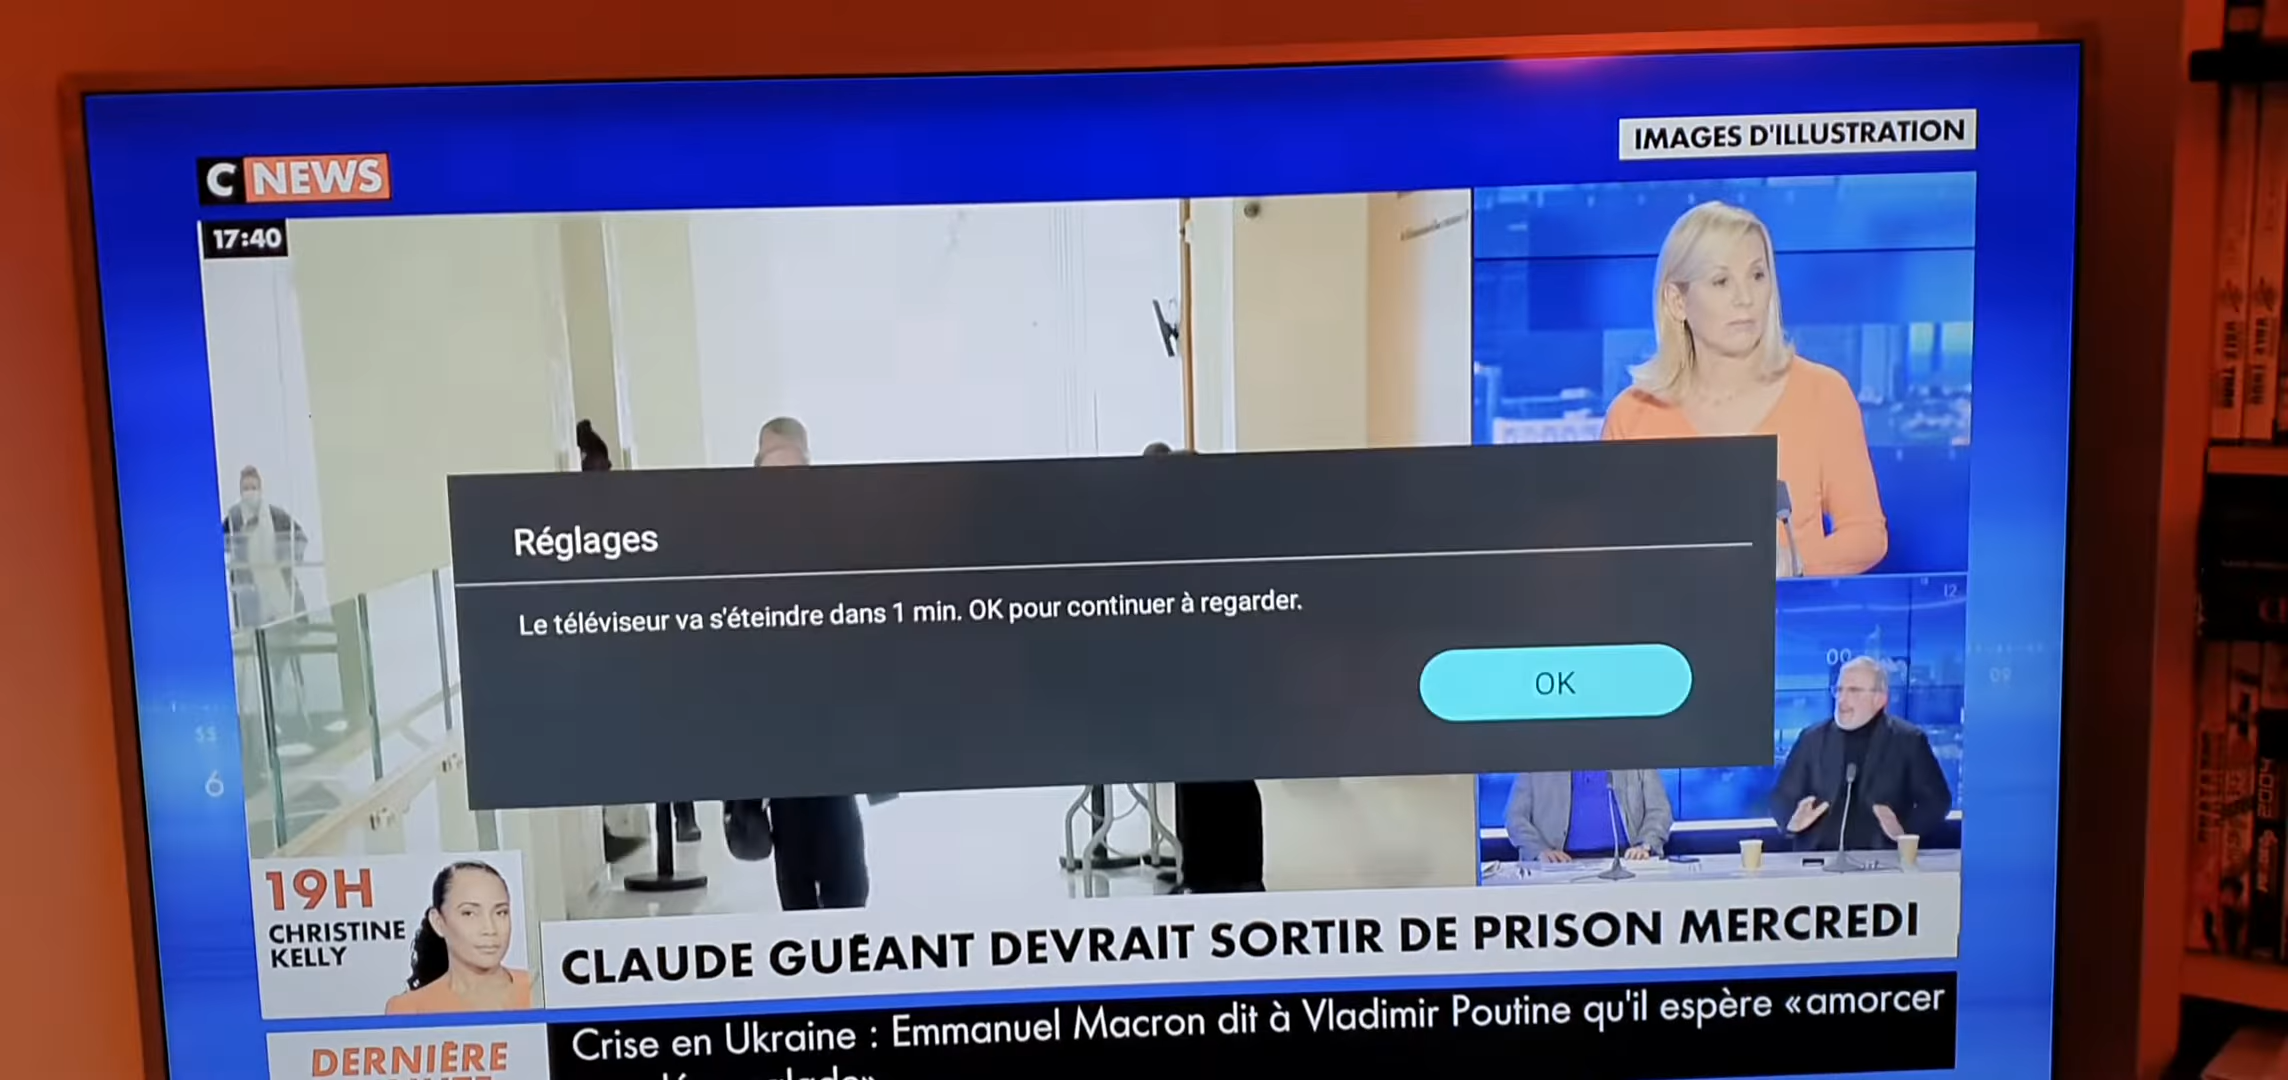 IMAGES D'ILLUSTRATION
C NEWS
17:40
Réglages
Le téléviseur va s'éteindre dans 1 min. OK pour continuer à regarder.
OK
19H
CHRISTINE
KELLY
CLAUDE GUÉANT DEVRAIT SORTIR DE PRISON MERCREDI
DERNIÈRE
Crise en Ukraine : Emmanuel Macron dit à Vladimir Poutine qu'il espère «amorcer